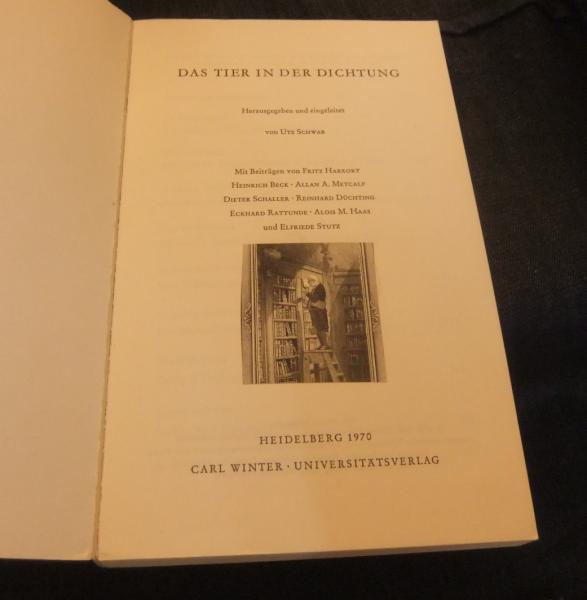 DAS TIER IN DER DICHTUNG
Herausgegeben und eingeleitet
von Ute Schwab
Mit Beiträgen von Fritz Harkort
Heinrich Beck · Allan A. Metcalf
Dieter Schaller · Reinhard Düchting
Eckhard Rattunde · Alois M. Haas
und Elfriede Stutz
HEIDELBERG 1970
CARL WINTER · UNIVERSITÄTSVERLAG